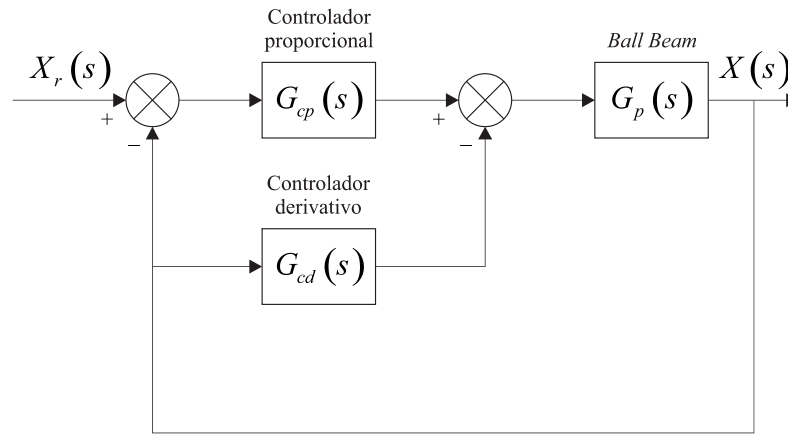 Controlador
proporcional
Ball Beam
X_r(s)
G_cp(s)
G_p(s)
X(s)
+
−
+
−
Controlador
derivativo
G_cd(s)